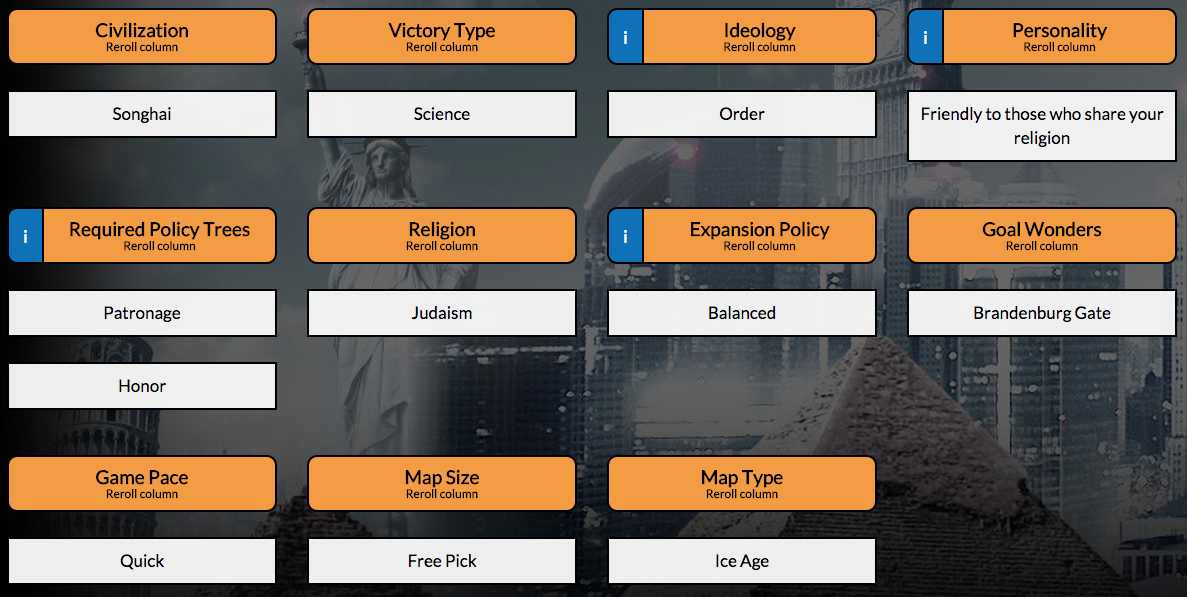 Civilization
Reroll column
Victory Type
Reroll column
i
Ideology
Reroll column
i
Personality
Reroll column
Songhai
Science
Order
Friendly to those who share your
religion
i
Required Policy Trees
Reroll column
Religion
Reroll column
i
Expansion Policy
Reroll column
Goal Wonders
Reroll column
Patronage
Judaism
Balanced
Brandenburg Gate
Honor
Game Pace
Reroll column
Map Size
Reroll column
Map Type
Reroll column
Quick
Free Pick
Ice Age